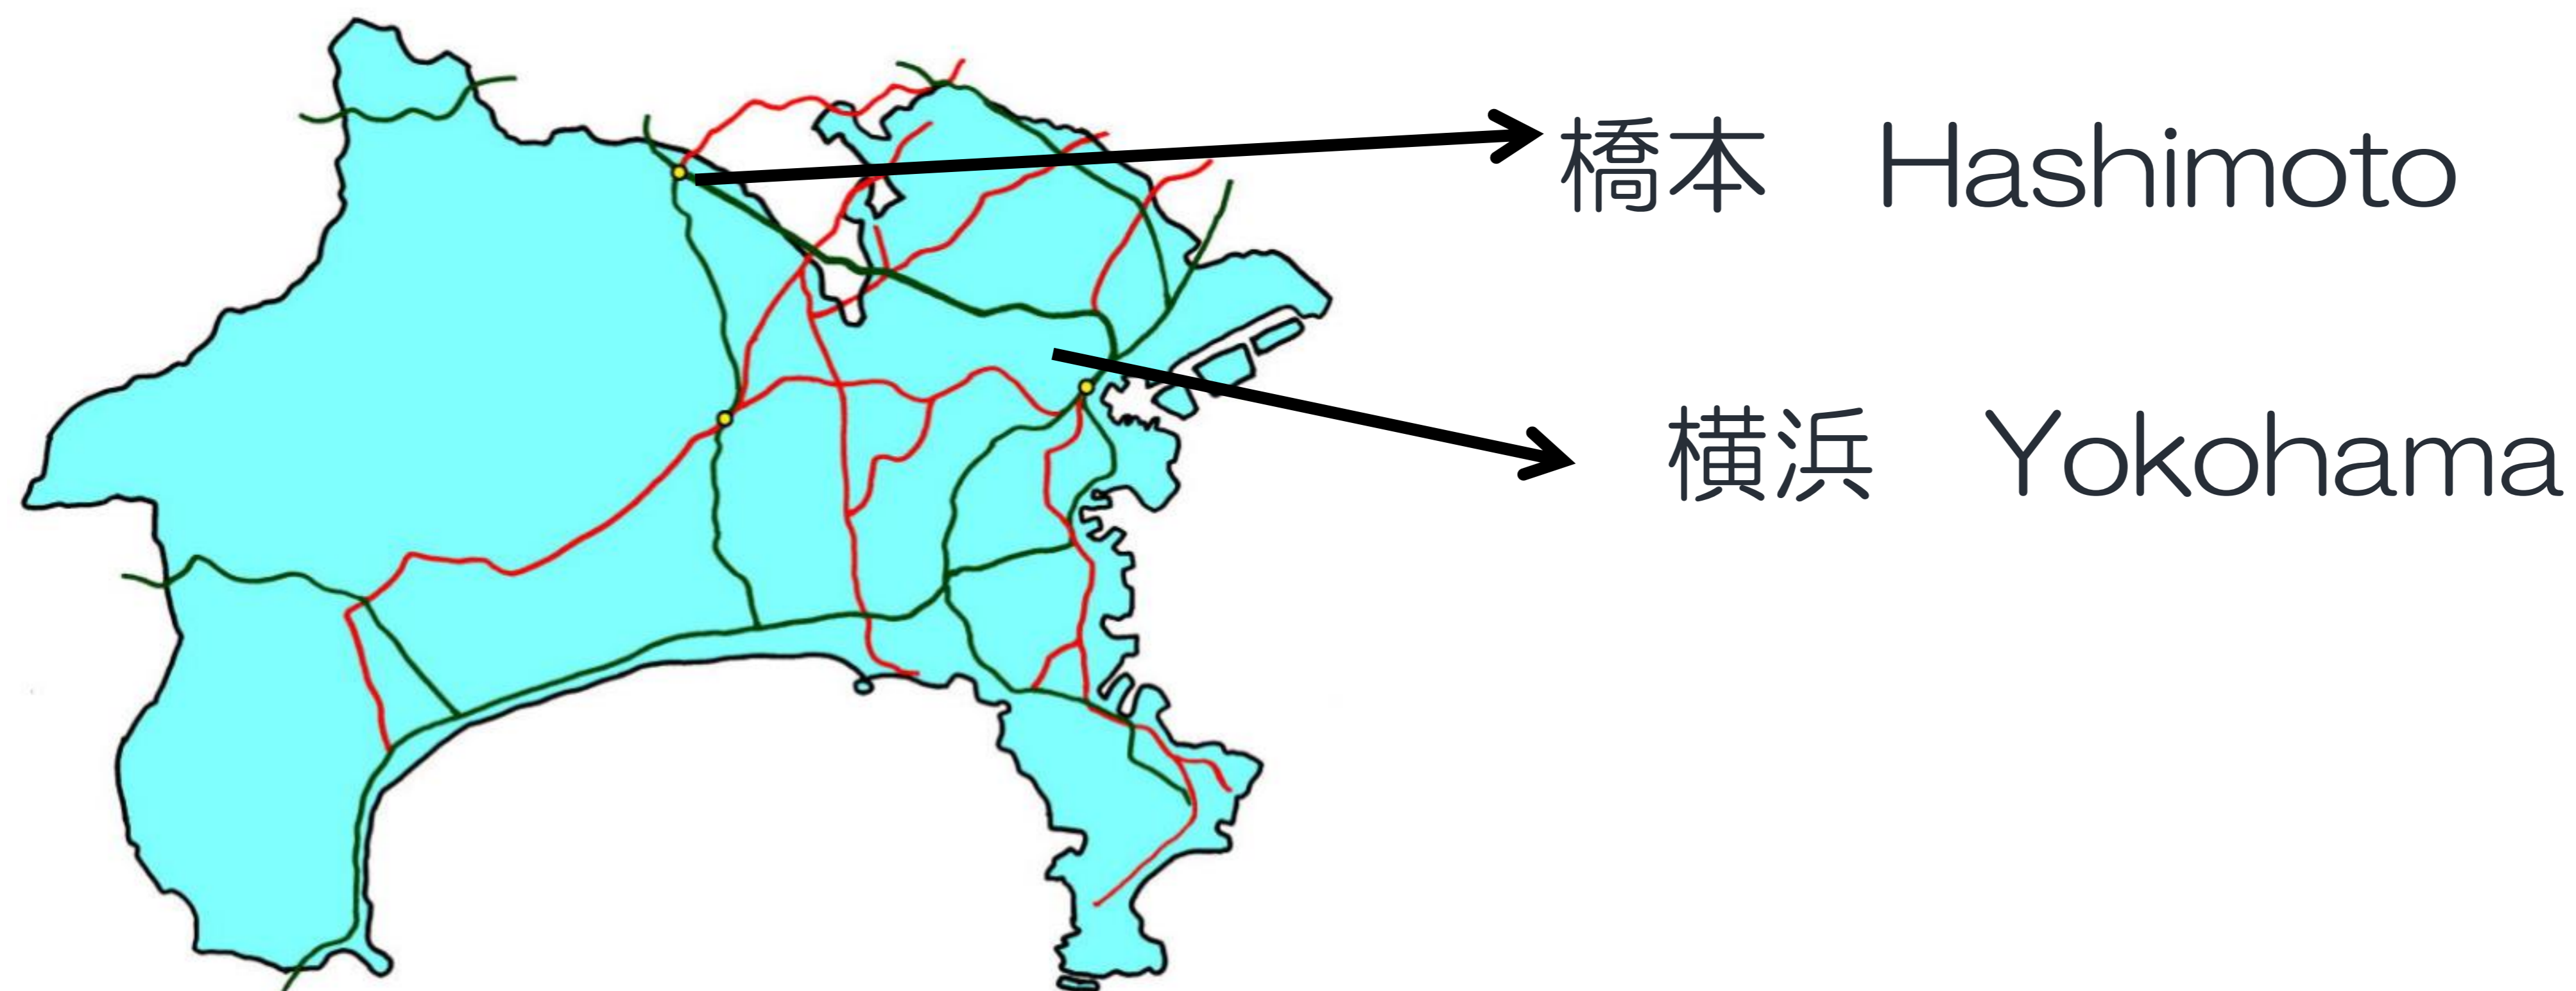 橋本　Hashimoto
横浜　Yokohama